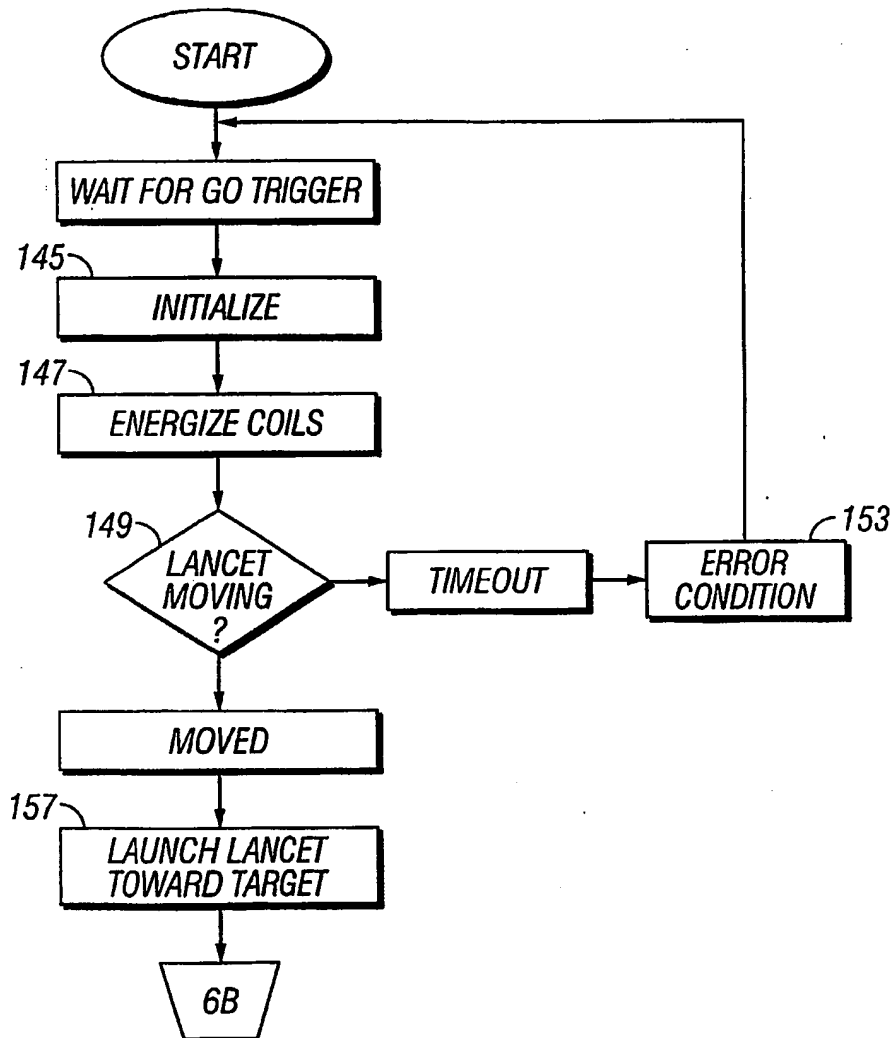 START
WAIT FOR GO TRIGGER
145
INITIALIZE
147
ENERGIZE COILS
149
LANCET
MOVING
?
TIMEOUT
153
ERROR
CONDITION
MOVED
157
LAUNCH LANCET
TOWARD TARGET
6B